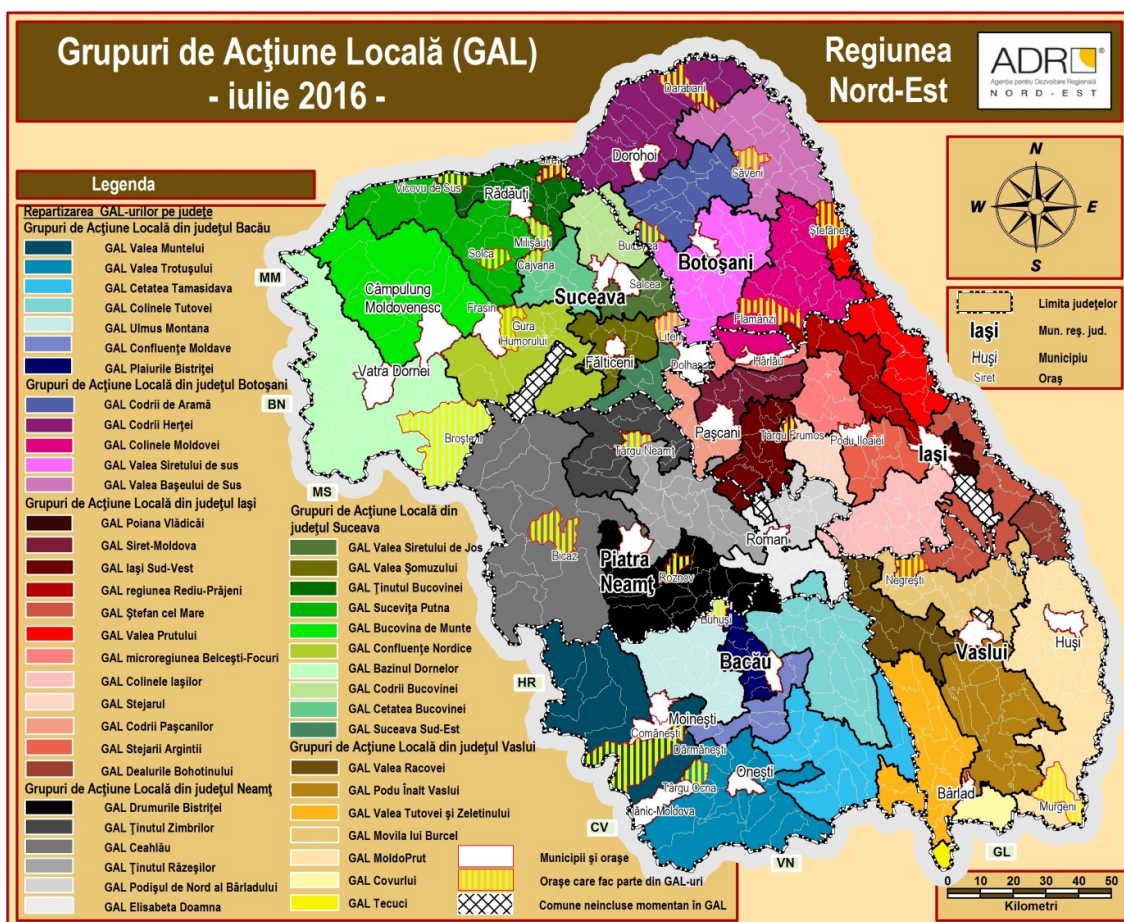 Grupuri de Acţiune Locală (GAL)
- iulie 2016 -
Regiunea
Nord-Est
ADR
Agenţia pentru Dezvoltare Regională
NORD-EST
Legenda
Repartizarea GAL-urilor pe judeţe
Grupuri de Acţiune Locală din judeţul Bacău
GAL Valea Muntelui
GAL Valea Trotuşului
GAL Cetatea Tamasidava
GAL Colinele Tutovei
GAL Ulmus Montana
GAL Confluenţe Moldave
GAL Plaiurile Bistriţei
Grupuri de Acţiune Locală din judeţul Botoşani
GAL Codrii de Aramă
GAL Codrii Herţei
GAL Colinele Moldovei
GAL Valea Siretului de sus
GAL Valea Başeului de Sus
Grupuri de Acţiune Locală din judeţul Iaşi
GAL Poiana Vlădicăi
GAL Siret-Moldova
GAL Iaşi Sud-Vest
GAL regiunea Rediu-Prăjeni
GAL Ştefan cel Mare
GAL Valea Prutului
GAL microregiunea Belceşti-Focuri
GAL Colinele Iaşilor
GAL Stejarul
GAL Codrii Paşcanilor
GAL Stejarii Argintii
GAL Dealurile Bohotinului
Grupuri de Acţiune Locală din judeţul Neamţ
GAL Drumurile Bistriţei
GAL Ţinutul Zimbrilor
GAL Ceahlău
GAL Ţinutul Răzeşilor
GAL Podişul de Nord al Bârladului
GAL Elisabeta Doamna
Grupuri de Acţiune Locală din
judeţul Suceava
GAL Valea Siretului de Jos
GAL Valea Şomuzului
GAL Ţinutul Bucovinei
GAL Suceviţa Putna
GAL Bucovina de Munte
GAL Confluenţe Nordice
GAL Bazinul Dornelor
GAL Codrii Bucovinei
GAL Cetatea Bucovinei
GAL Suceava Sud-Est
Grupuri de Acţiune Locală din judeţul Vaslui
GAL Valea Racovei
GAL Podu Înalt Vaslui
GAL Valea Tutovei şi Zeletinului
GAL Movila lui Burcel
GAL MoldoPrut
GAL Covurlui
GAL Tecuci
Municipii şi oraşe
Oraşe care fac parte din GAL-uri
Comune neincluse momentan în GAL
N
W
E
S
Limita judeţelor
Iaşi
Mun. reş. jud.
Huşi
Municipiu
Siret
Oraş
Darabani
Dorohoi
Săveni
Siret
Vicovu de Sus
Rădăuţi
Milişăuţi
Solca
Cajvana
Bucecea
Ştefăneşti
Botoşani
MM
Câmpulung
Moldovenesc
Suceava
Salcea
Frasin
Gura
Humorului
Flamânzi
Liteni
Fălticeni
Dolhasca
Hârlău
Vatra Dornei
BN
Broşteni
Paşcani
Târgu Frumos
Podu Iloaiei
Târgu Neamţ
Iaşi
MS
Bicaz
Piatra
Neamţ
Roman
Roznov
Negreşti
Buhuşi
Vaslui
Huşi
Bacău
HR
Moineşti
Comăneşti
Dărmăneşti
Târgu Ocna
Oneşti
Slănic-Moldova
Bârlad
Murgeni
CV
VN
GL
0 10 20 30 40 50
Kilometri